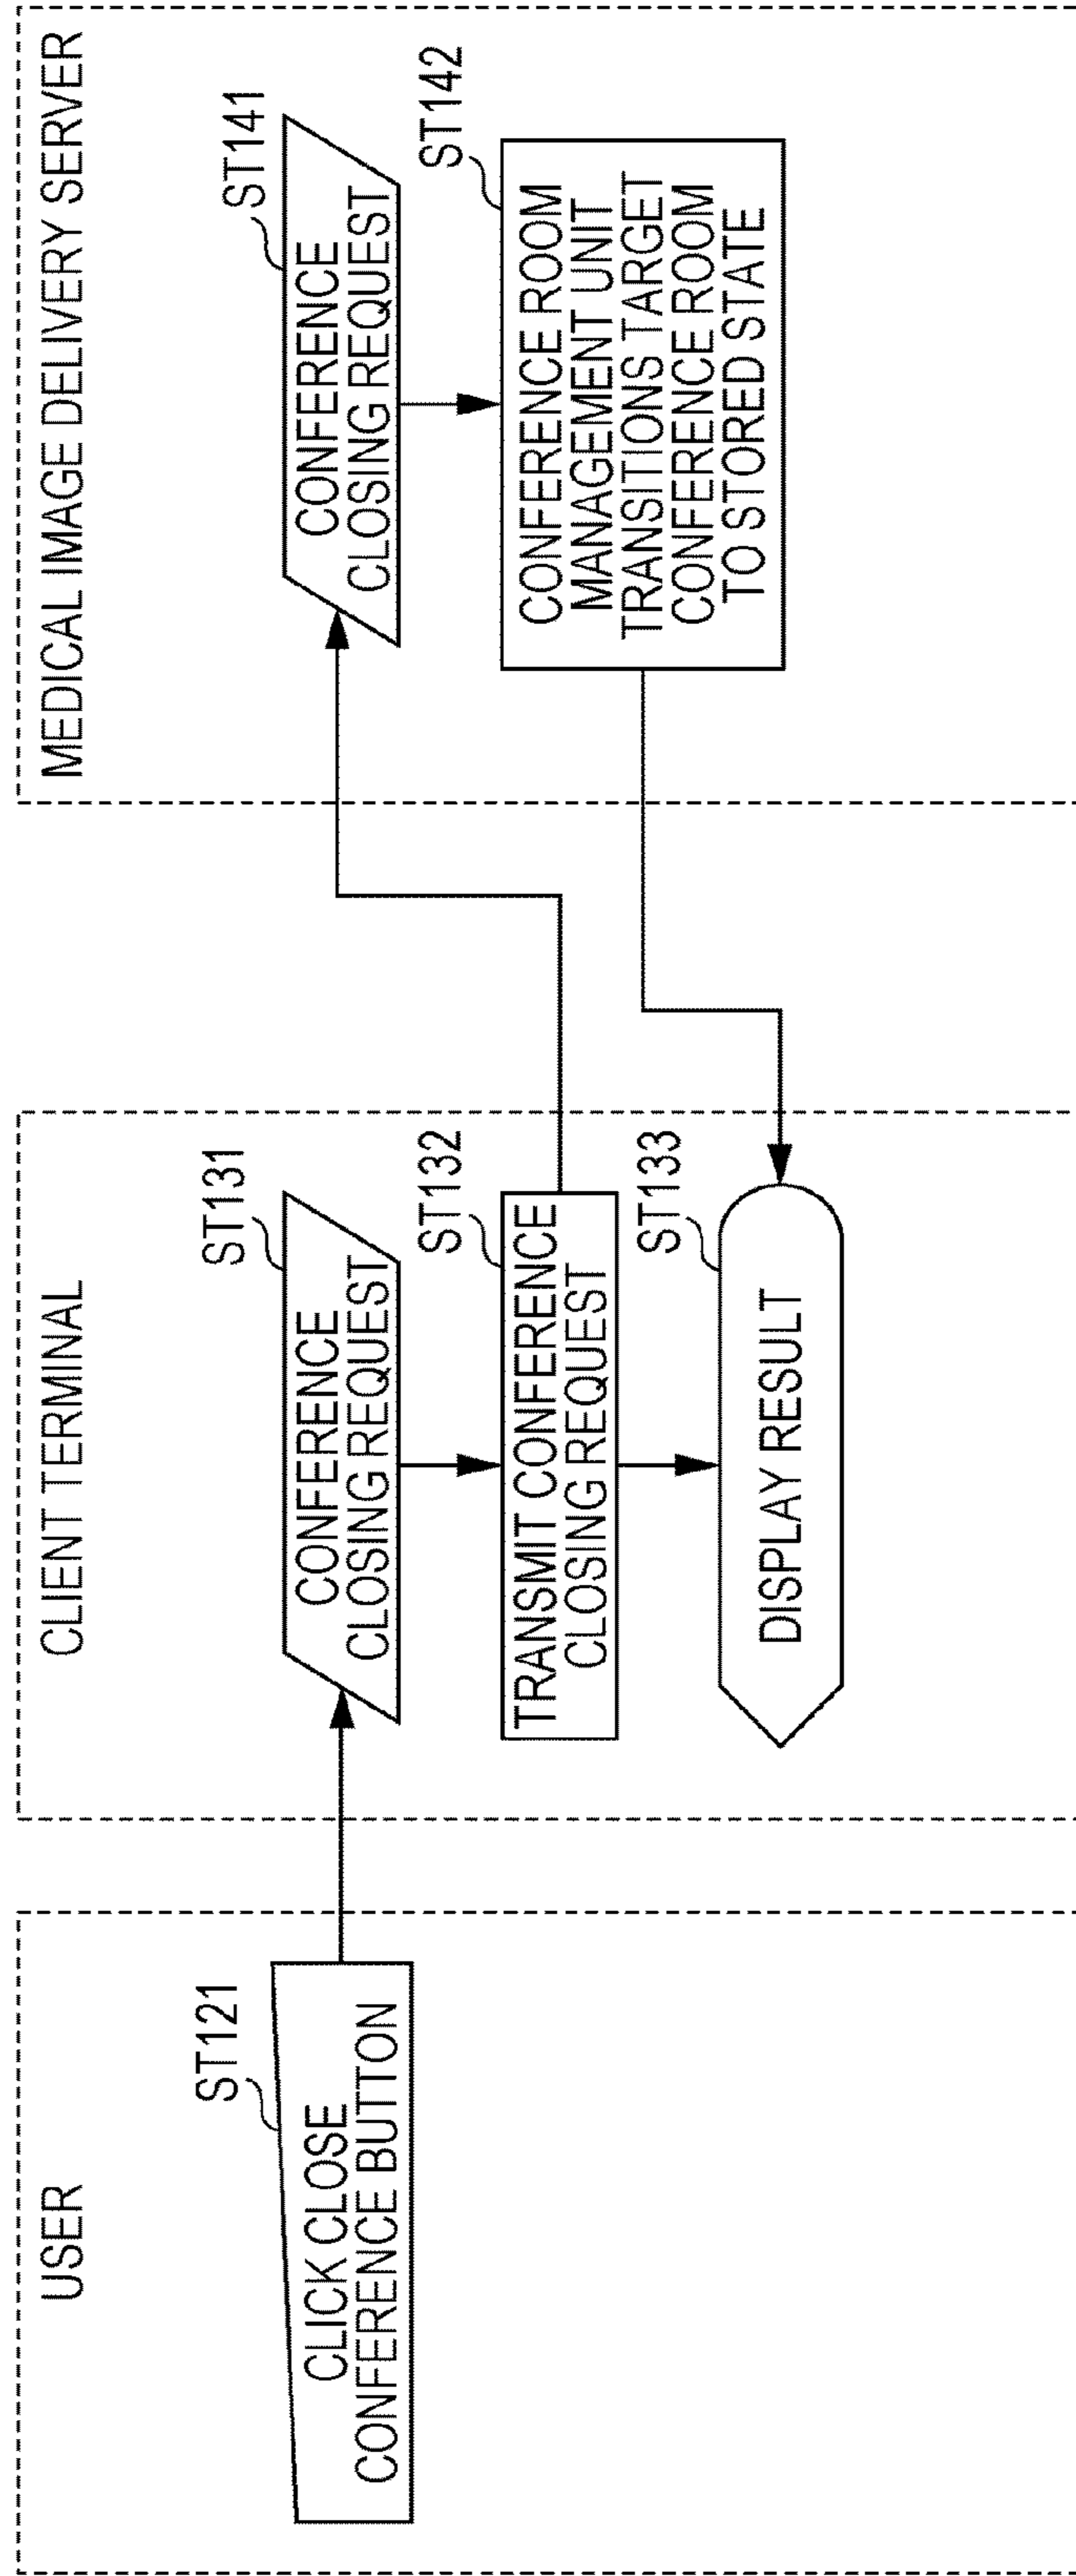 USER
ST121
CLICK CLOSE
CONFERENCE BUTTON
CLIENT TERMINAL
ST131
CONFERENCE
CLOSING REQUEST
ST132
TRANSMIT CONFERENCE
CLOSING REQUEST
ST133
DISPLAY RESULT
MEDICAL IMAGE DELIVERY SERVER
ST141
CONFERENCE
CLOSING REQUEST
ST142
CONFERENCE ROOM
MANAGEMENT UNIT
TRANSITIONS TARGET
CONFERENCE ROOM
TO STORED STATE